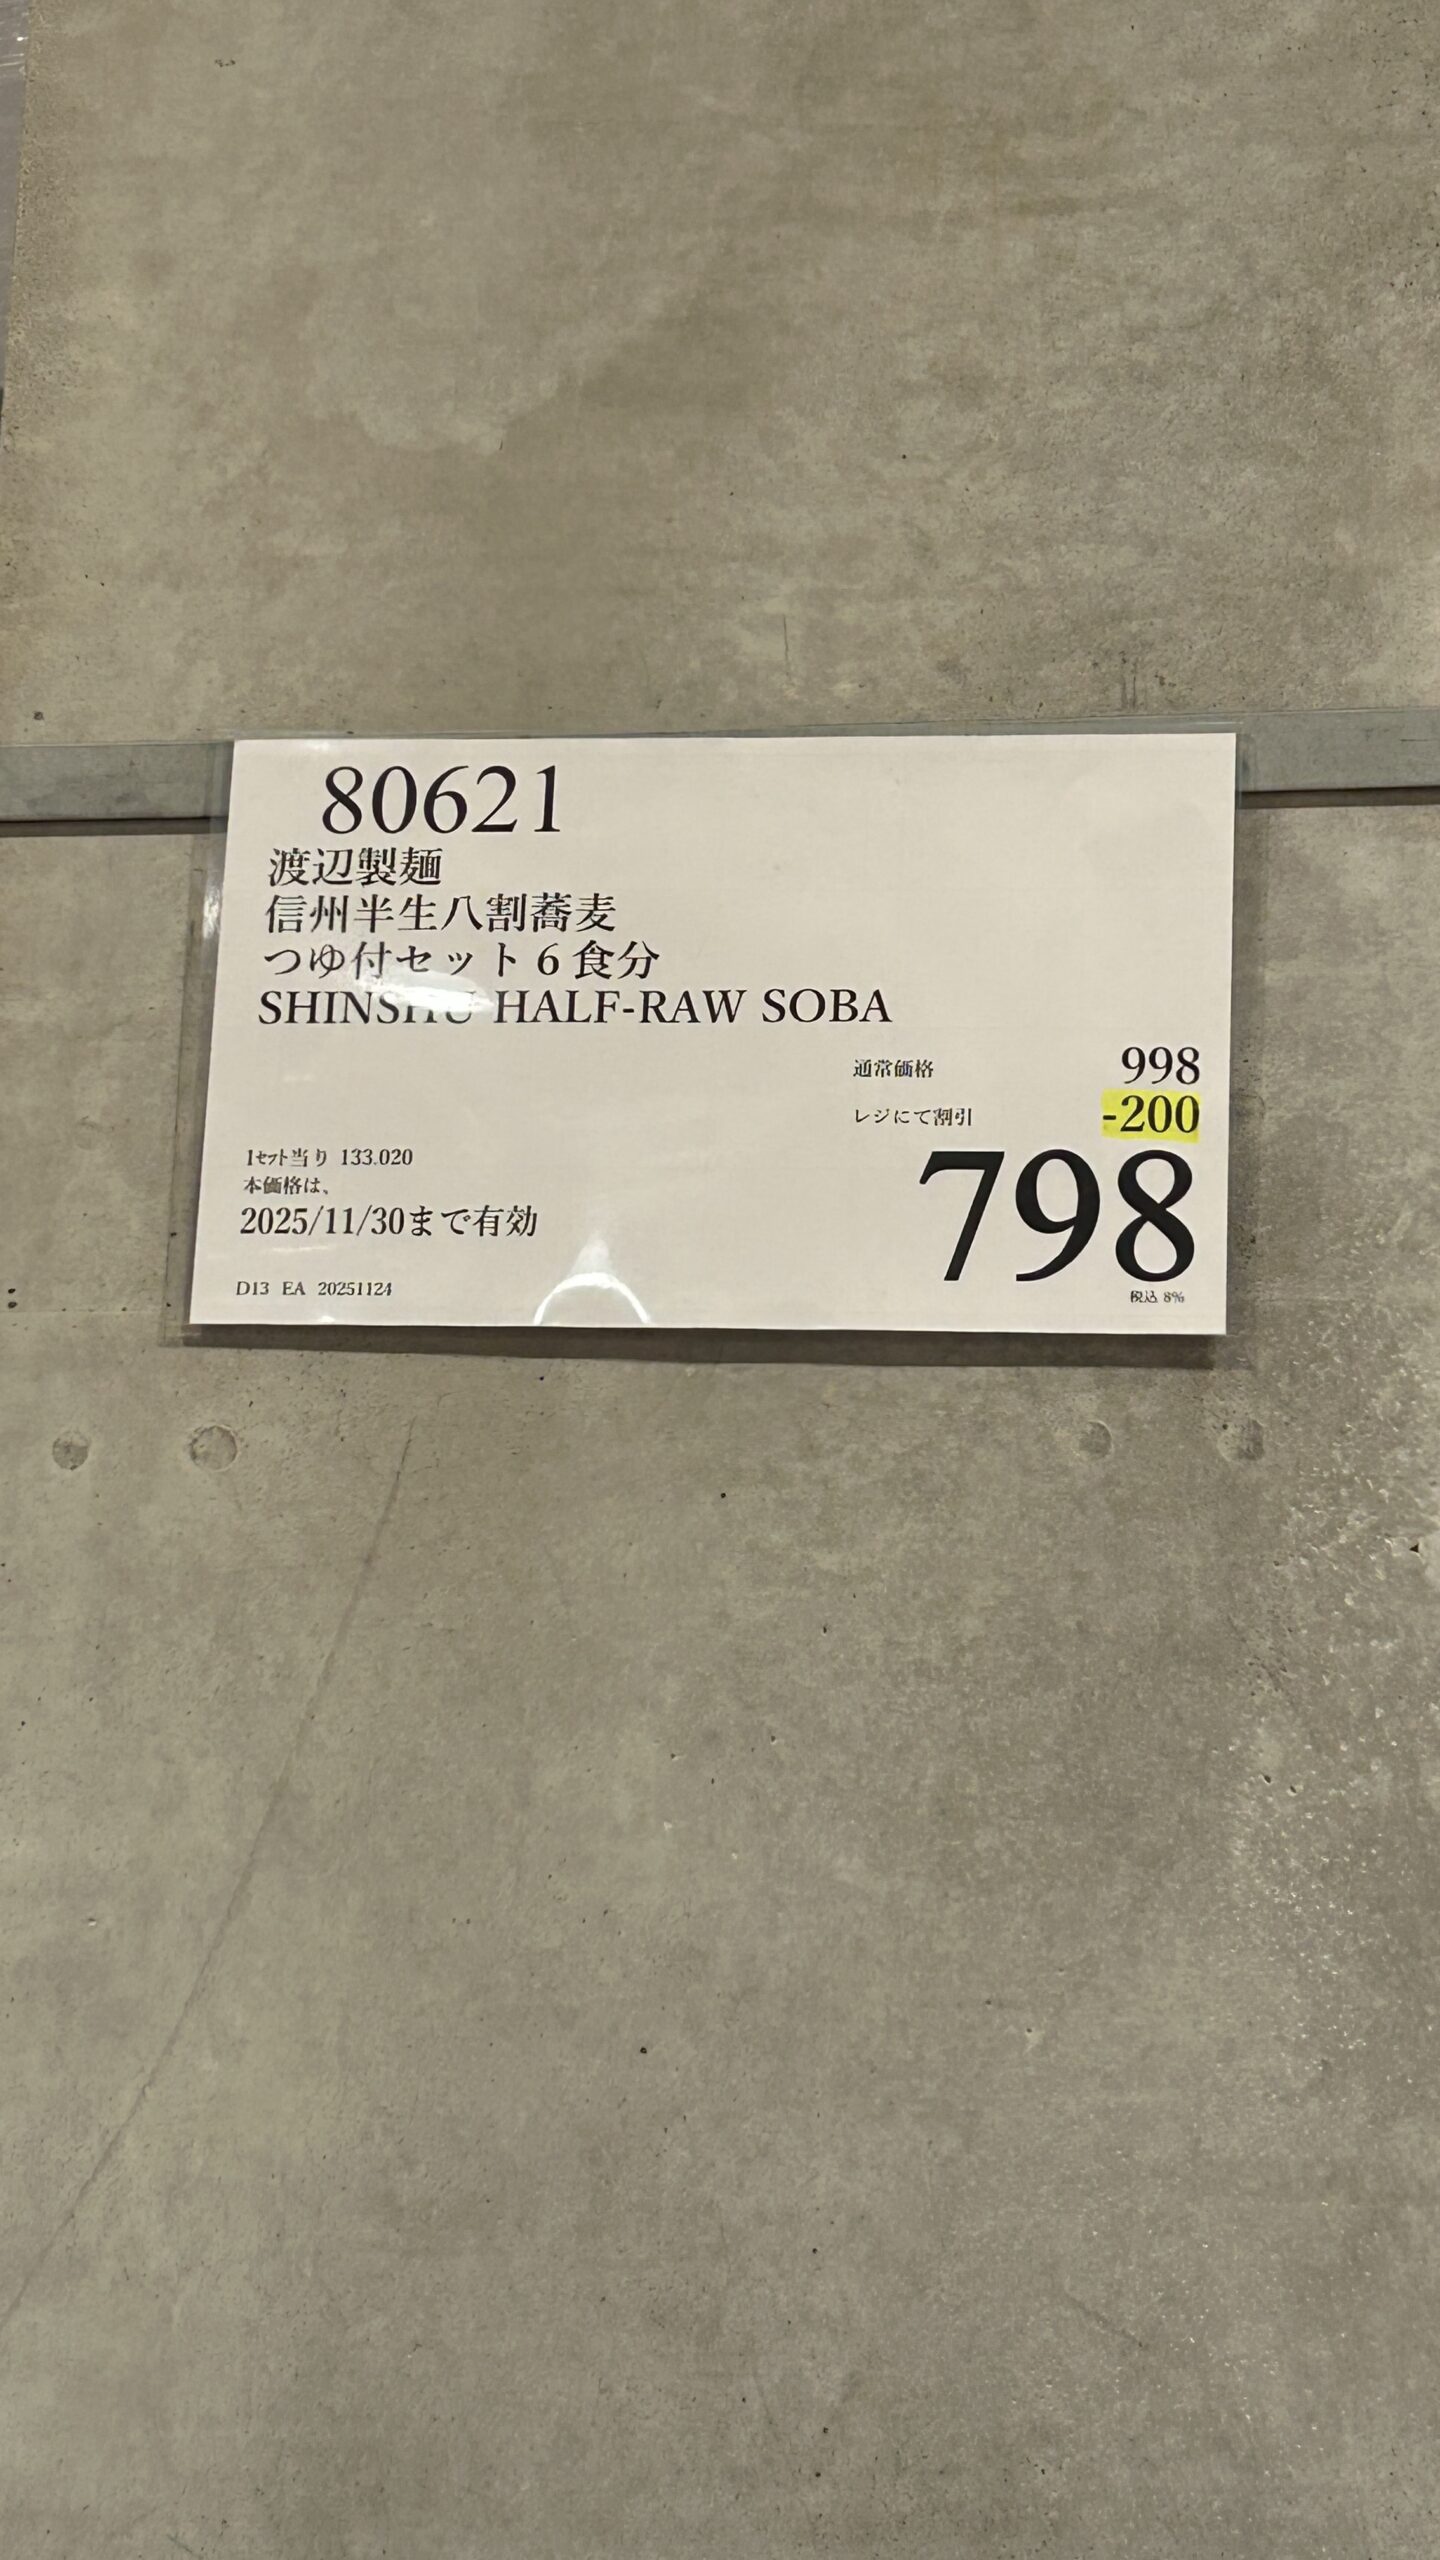 80621
渡辺製麺
信州半生八割蕎麦
つゆ付セット６食分
SHINSHU HALF-RAW SOBA
通常価格 998
レジにて割引 -200
798
税込 8%
1ｾｯﾄ当り 133.020
本価格は、
2025/11/30まで有効
D13 EA 20251124